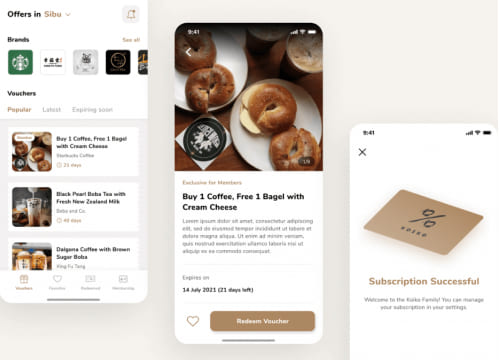 Offers in Sibu
Brands
See all
Vouchers
Popular
Latest
Expiring soon
Buy 1 Coffee, Free 1 Bagel
with Cream Cheese
Starbucks Coffee
21 days
Black Pearl Boba Tea with
Fresh New Zealand Milk
Boba and Co.
40 days
Dalgona Coffee with Brown
Sugar Boba
Xing Fu Tang
Vouchers
Favorites
Redeemed
Membership
9:41
1/9
Exclusive for Members
Buy 1 Coffee, Free 1 Bagel with
Cream Cheese
Lorem ipsum dolor sit amet, consectetur adipiscing
elit, sed do eiusmod tempor incididunt ut labore et
dolore magna aliqua. Ut enim ad minim veniam,
quis nostrud exercitation ullamco laboris nisi ut
aliquip ex ea commodo consequat.
Expires on
14 July 2021 (21 days left)
Redeem Voucher
9:41
koiko
Subscription Successful
Welcome to the Koiko Family! You can manage
your subscription in your settings.